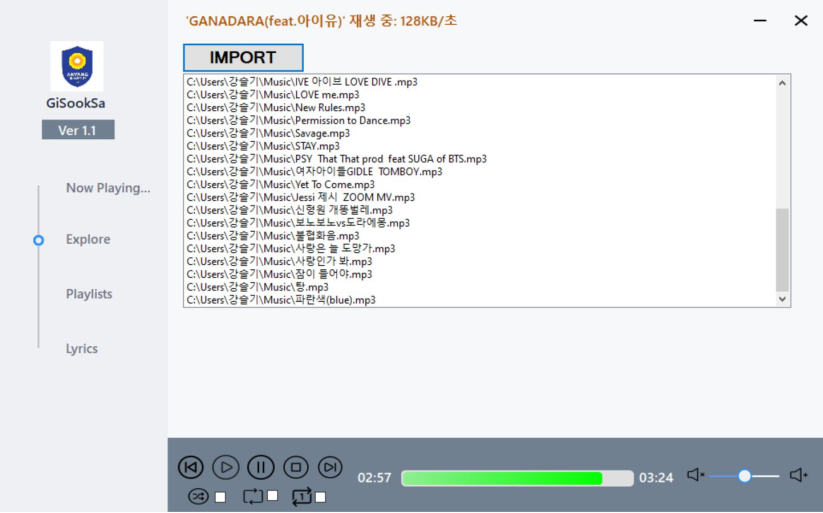 'GANADARA(feat.아이유)' 재생 중: 128KB/초
IMPORT
ANYANG
GiSookSa
Ver 1.1
Now Playing...
Explore
Playlists
Lyrics
C:\Users\강슬기\Music\IVE 아이브 LOVE DIVE .mp3
C:\Users\강슬기\Music\LOVE me.mp3
C:\Users\강슬기\Music\New Rules.mp3
C:\Users\강슬기\Music\Permission to Dance.mp3
C:\Users\강슬기\Music\Savage.mp3
C:\Users\강슬기\Music\STAY.mp3
C:\Users\강슬기\Music\PSY  That That prod  feat SUGA of BTS.mp3
C:\Users\강슬기\Music\여자아이들GIDLE  TOMBOY.mp3
C:\Users\강슬기\Music\Yet To Come.mp3
C:\Users\강슬기\Music\Jessi 제시  ZOOM MV.mp3
C:\Users\강슬기\Music\신형원 개똥벌레.mp3
C:\Users\강슬기\Music\보노보노vs도라에몽.mp3
C:\Users\강슬기\Music\불협화음.mp3
C:\Users\강슬기\Music\사랑은 늘 도망가.mp3
C:\Users\강슬기\Music\사랑인가 봐.mp3
C:\Users\강슬기\Music\잠이 들어야.mp3
C:\Users\강슬기\Music\탕.mp3
C:\Users\강슬기\Music\파란색(blue).mp3
02:57
03:24
1